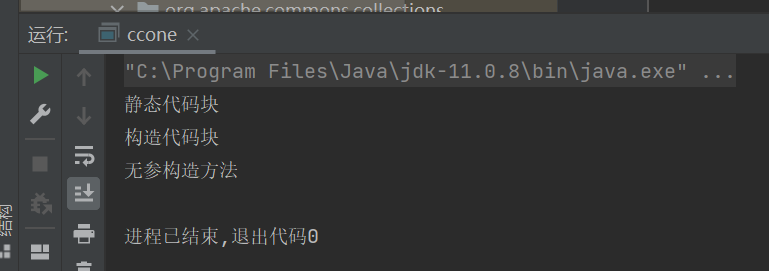 org.apache.commons.collections
运行:
ccone
"C:\Program Files\Java\jdk-11.0.8\bin\java.exe" ...
静态代码块
构造代码块
无参构造方法
进程已结束,退出代码0
结构